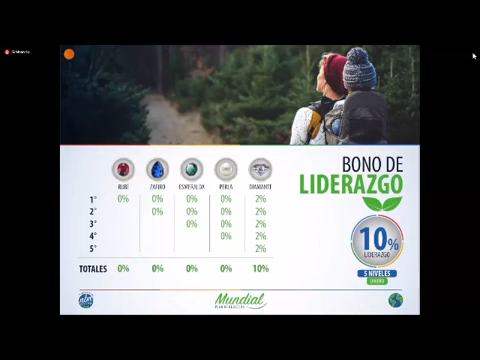 BONO DE
LIDERAZGO
RUBÍ ZAFIRO ESMERALDA PERLA DIAMANTE
1° 0% 0% 0% 0% 2%
2° 0% 0% 0% 2%
3° 0% 0% 2%
4° 0% 2%
5° 2%
TOTALES 0% 0% 0% 0% 10%
10%
LIDERAZGO
5 NIVELES
Mundial